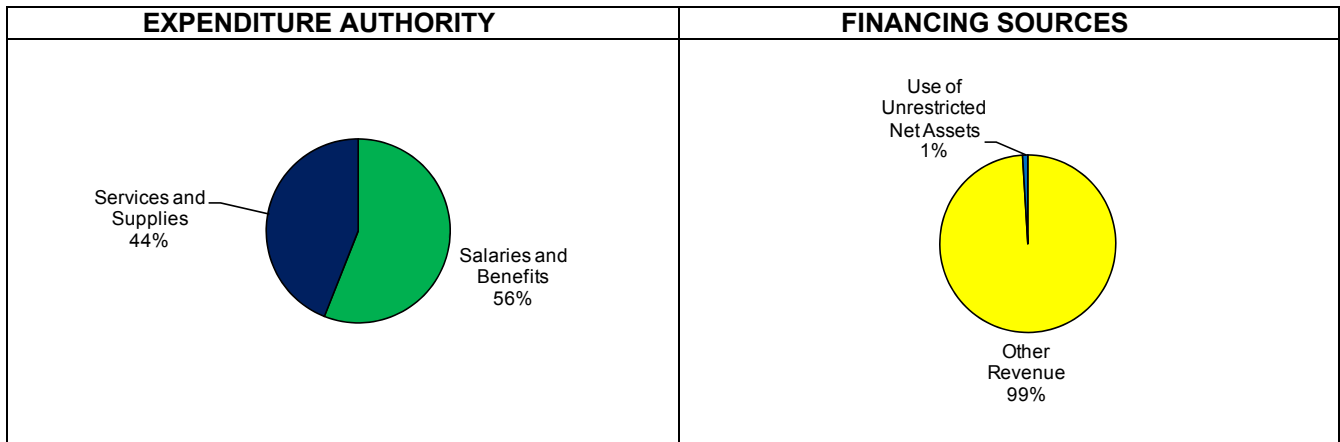 EXPENDITURE AUTHORITY
FINANCING SOURCES
Services and
Supplies
44%
Salaries and
Benefits
56%
Use of
Unrestricted
Net Assets
1%
Other
Revenue
99%